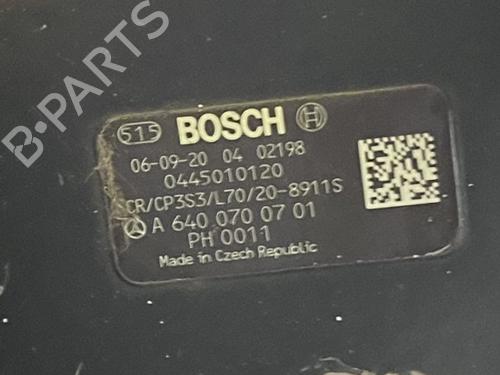 B-PARTS
515 BOSCH
06-09-20 04 02198
0445010120
CR/CP3S3/L70/20-8911S
A 640 070 07 01
PH 0011
Made in Czech Republic